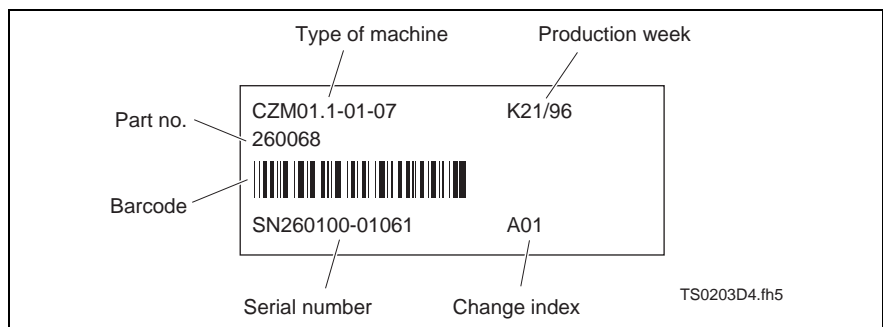 Type of machine Production week
CZM01.1-01-07 K21/96
Part no.
260068
Barcode
SN260100-01061 A01
TS0203D4.fh5
Serial number Change index